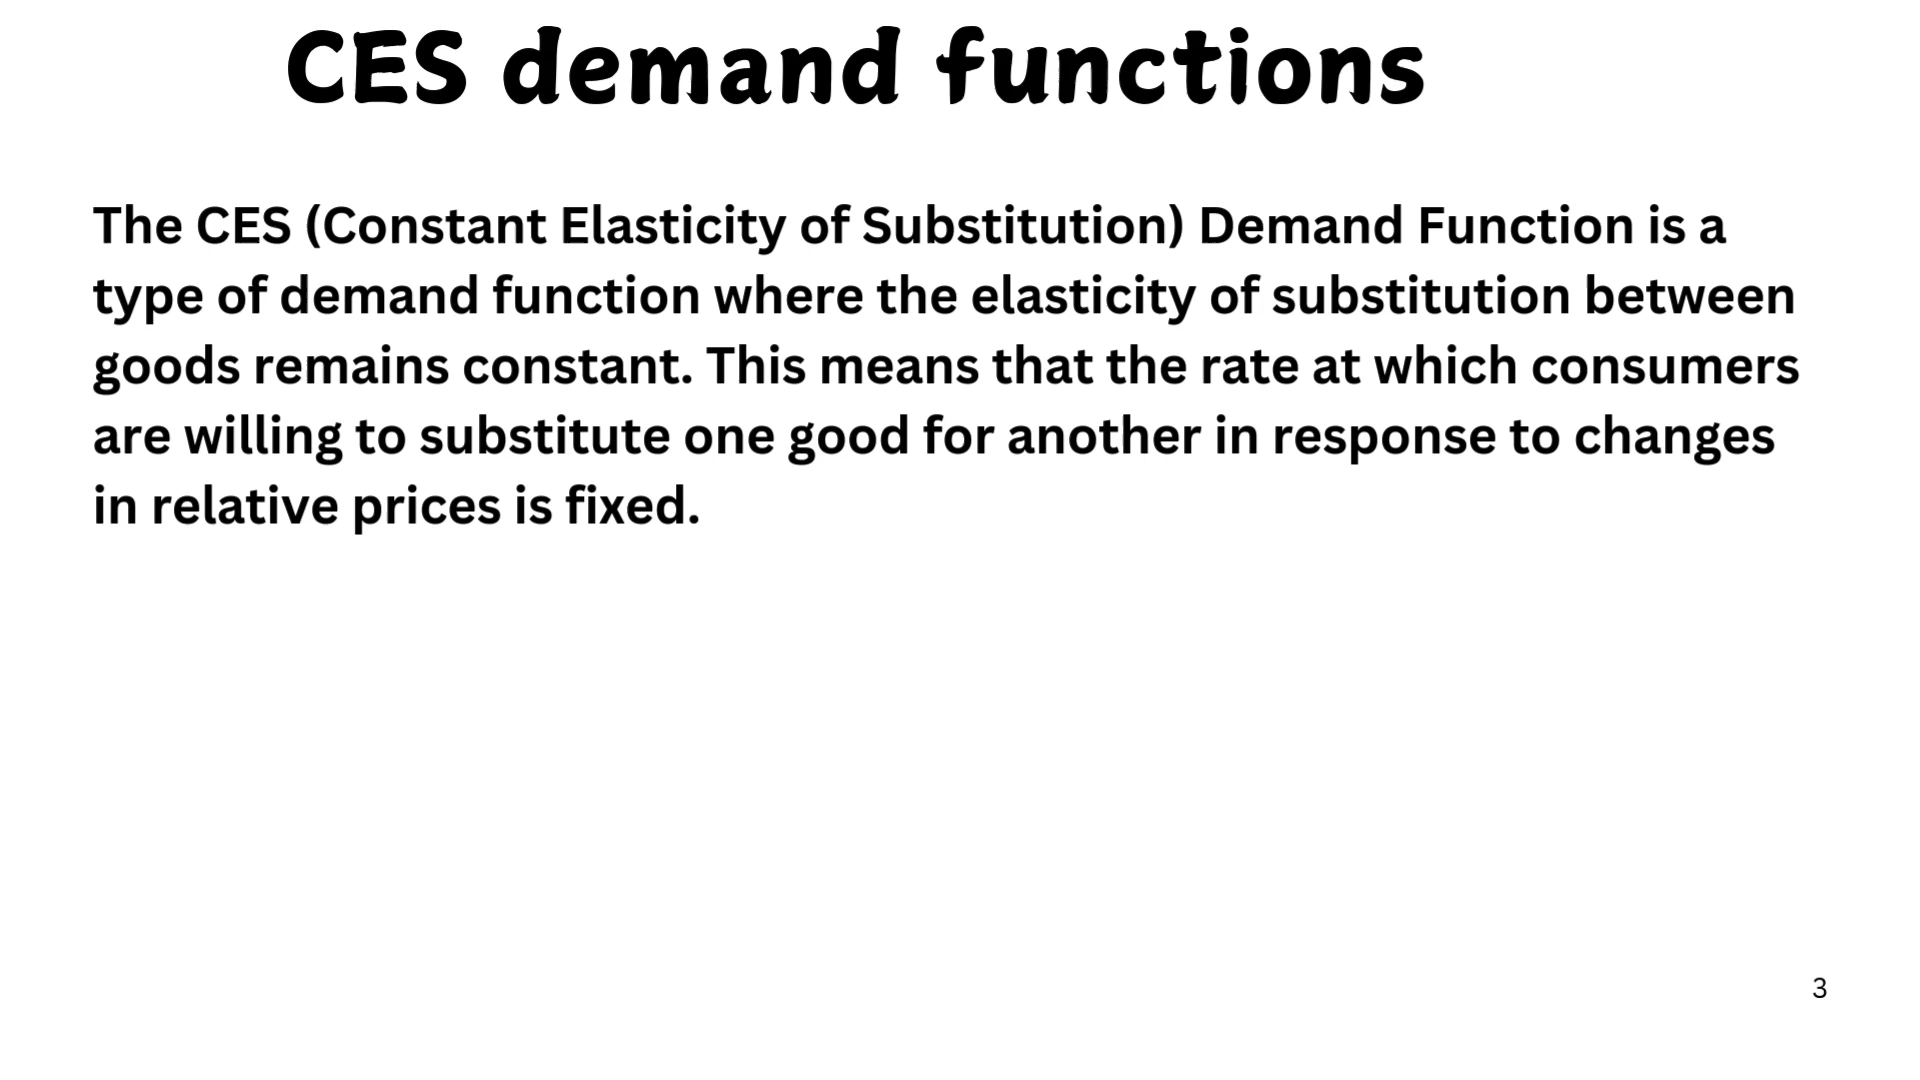 CES demand functions
The CES (Constant Elasticity of Substitution) Demand Function is a
type of demand function where the elasticity of substitution between
goods remains constant. This means that the rate at which consumers
are willing to substitute one good for another in response to changes
in relative prices is fixed.
3